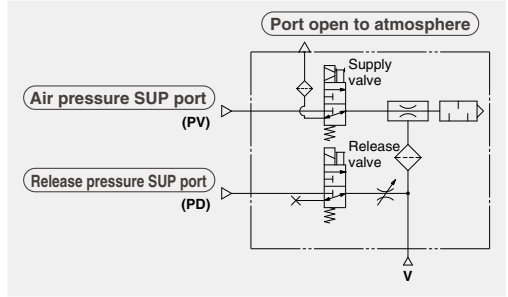 Port open to atmosphere
Supply
valve
Air pressure SUP port
(PV)
Release
valve
Release pressure SUP port
(PD)
V